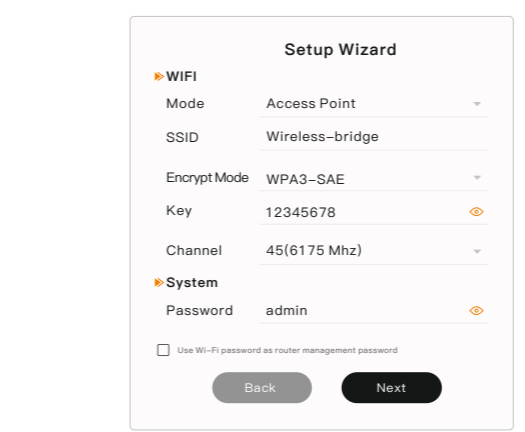 Setup Wizard
WIFI
Mode Access Point
SSID Wireless-bridge
Encrypt Mode WPA3-SAE
Key 12345678
Channel 45(6175 Mhz)
System
Password admin
Use Wi-Fi password as router management password
Back Next